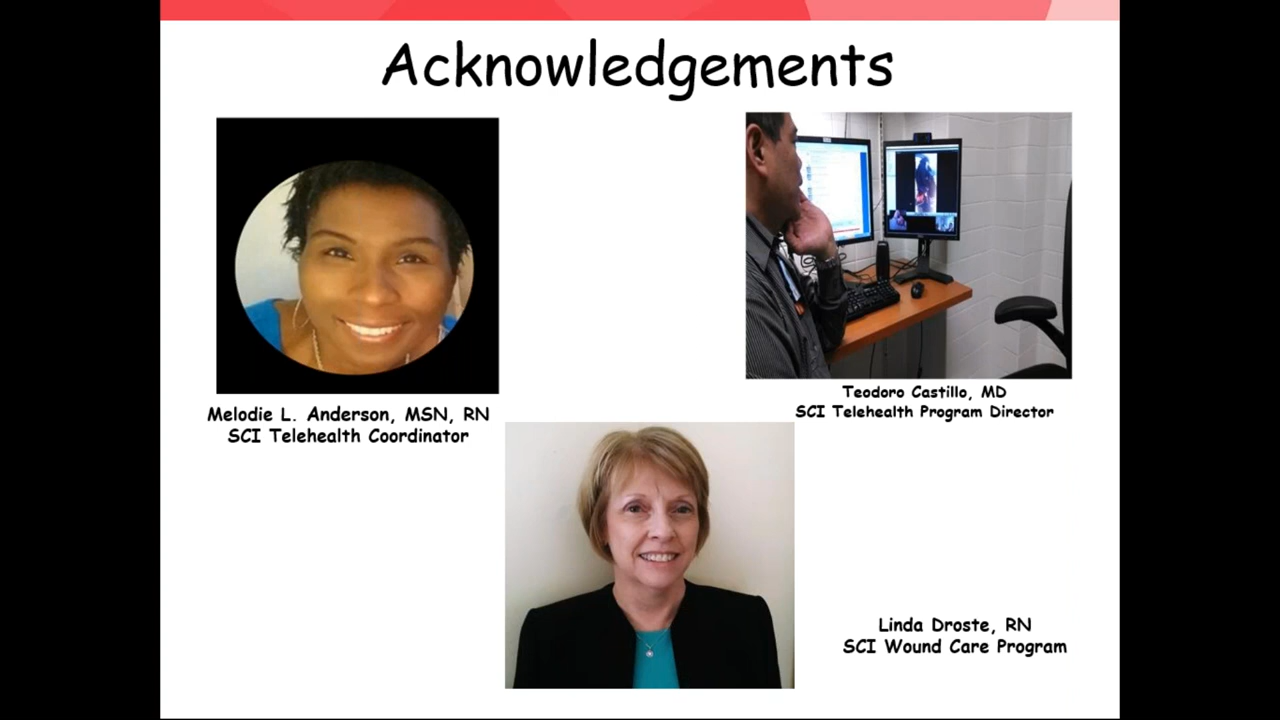 Acknowledgements
Melodie L. Anderson, MSN, RN
SCI Telehealth Coordinator
Teodoro Castillo, MD
SCI Telehealth Program Director
Linda Droste, RN
SCI Wound Care Program